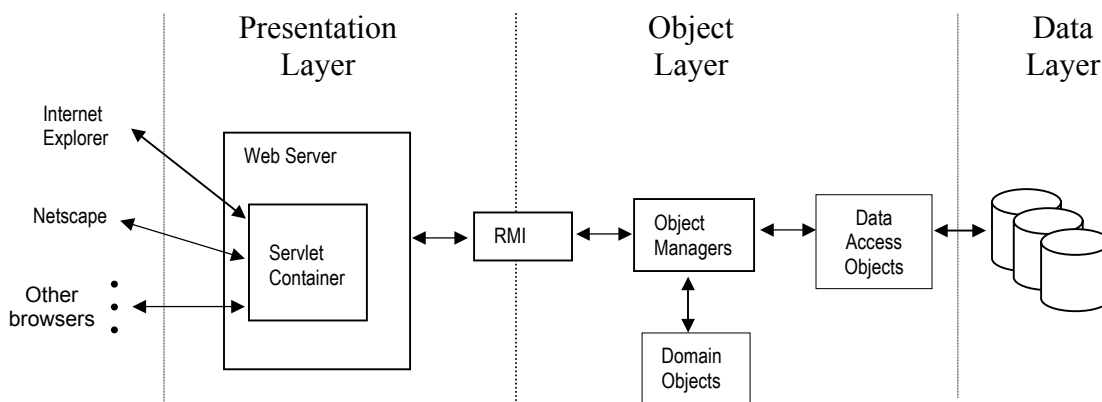 Presentation
Layer
Object
Layer
Data
Layer
Internet
Explorer
Netscape
Other
browsers
Web Server
Servlet
Container
RMI
Object
Managers
Data
Access
Objects
Domain
Objects